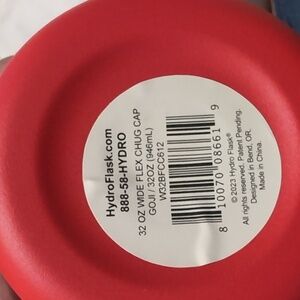 HydroFlask.com
888-58-HYDRO
32 OZ WIDE FLEX CHUG CAP
GOJI / 32OZ (946mL)
W32BFCC612
8 10070 08661 9
© 2023 Hydro Flask®
All rights reserved. Patent Pending.
Designed in Bend, OR.
Made in China.